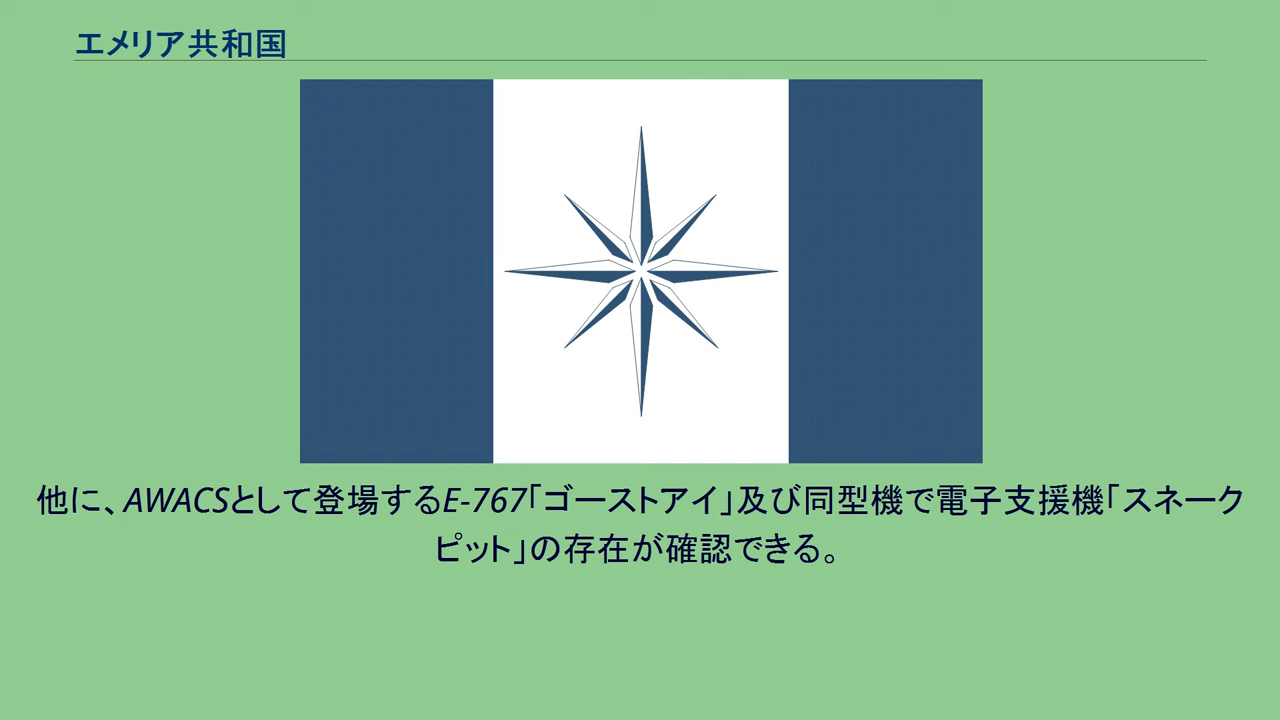 エメリア共和国
他に、AWACSとして登場するE-767「ゴーストアイ」及び同型機で電子支援機「スネーク
ピット」の存在が確認できる。